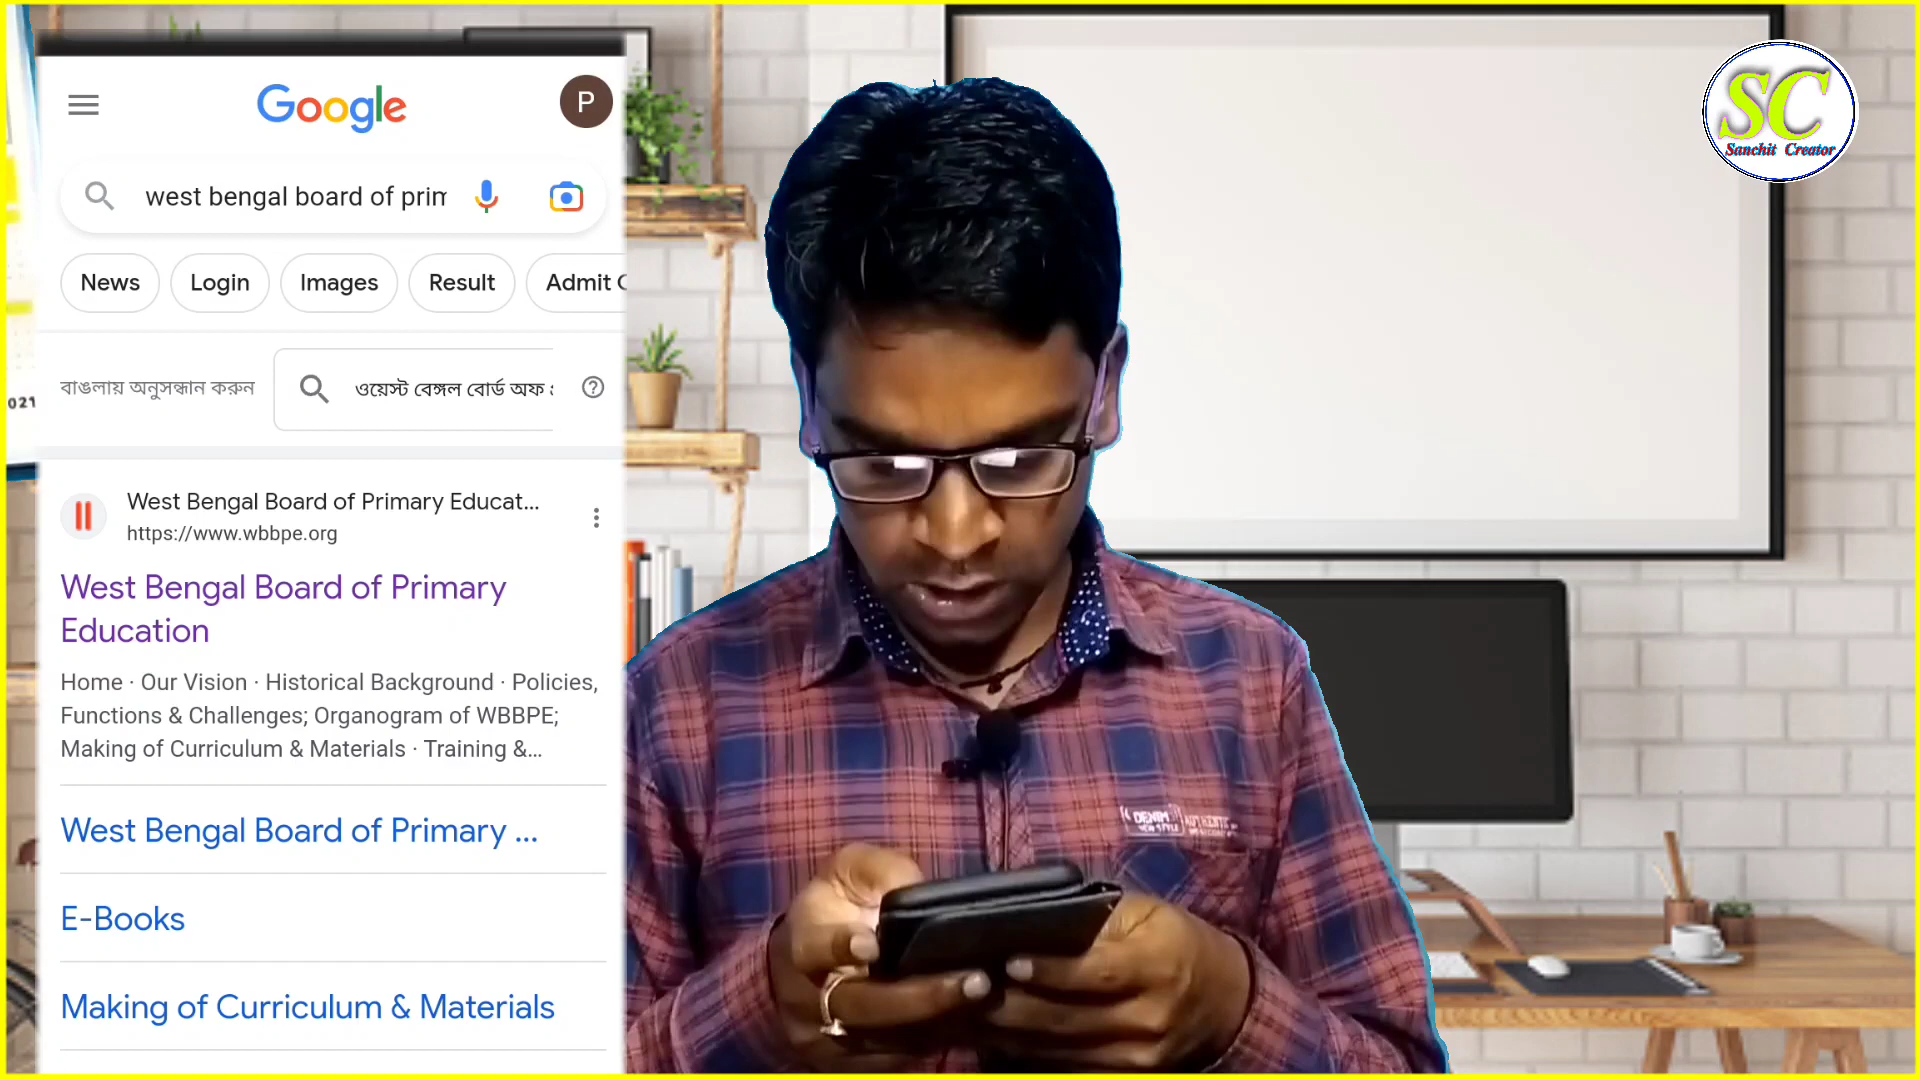 Google
P
west bengal board of prim
News
Login
Images
Result
Admit
বাঙলায় অনুসন্ধান করুন
ওয়েস্ট বেঙ্গল বোর্ড অফ
West Bengal Board of Primary Educat...
https://www.wbbpe.org
West Bengal Board of Primary
Education
Home · Our Vision · Historical Background · Policies,
Functions & Challenges; Organogram of WBBPE;
Making of Curriculum & Materials · Training &...
West Bengal Board of Primary ...
E-Books
Making of Curriculum & Materials
021
SC
Sanchit Creator
DENIM
NEW STYLE